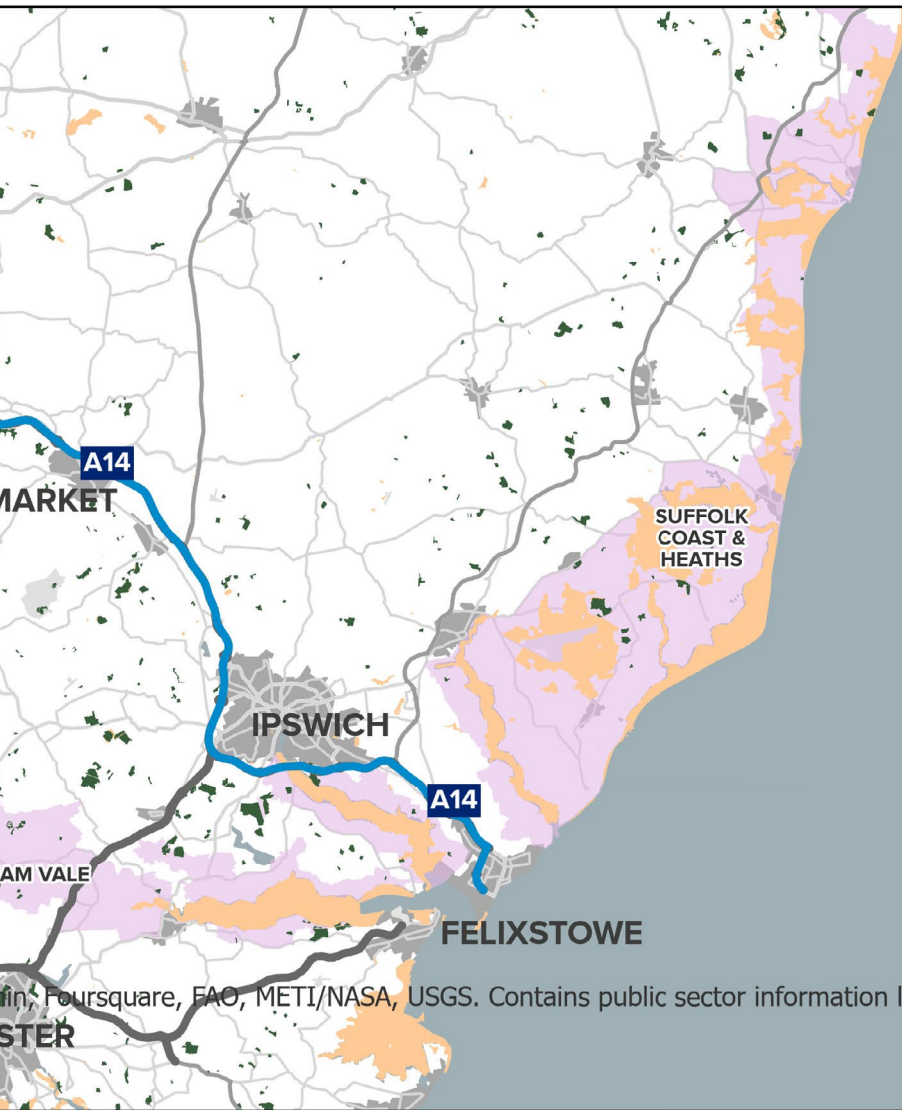 A14
MARKET
SUFFOLK
COAST &
HEATHS
IPSWICH
A14
AM VALE
FELIXSTOWE
in, Foursquare, FAO, METI/NASA, USGS. Contains public sector information l
STER